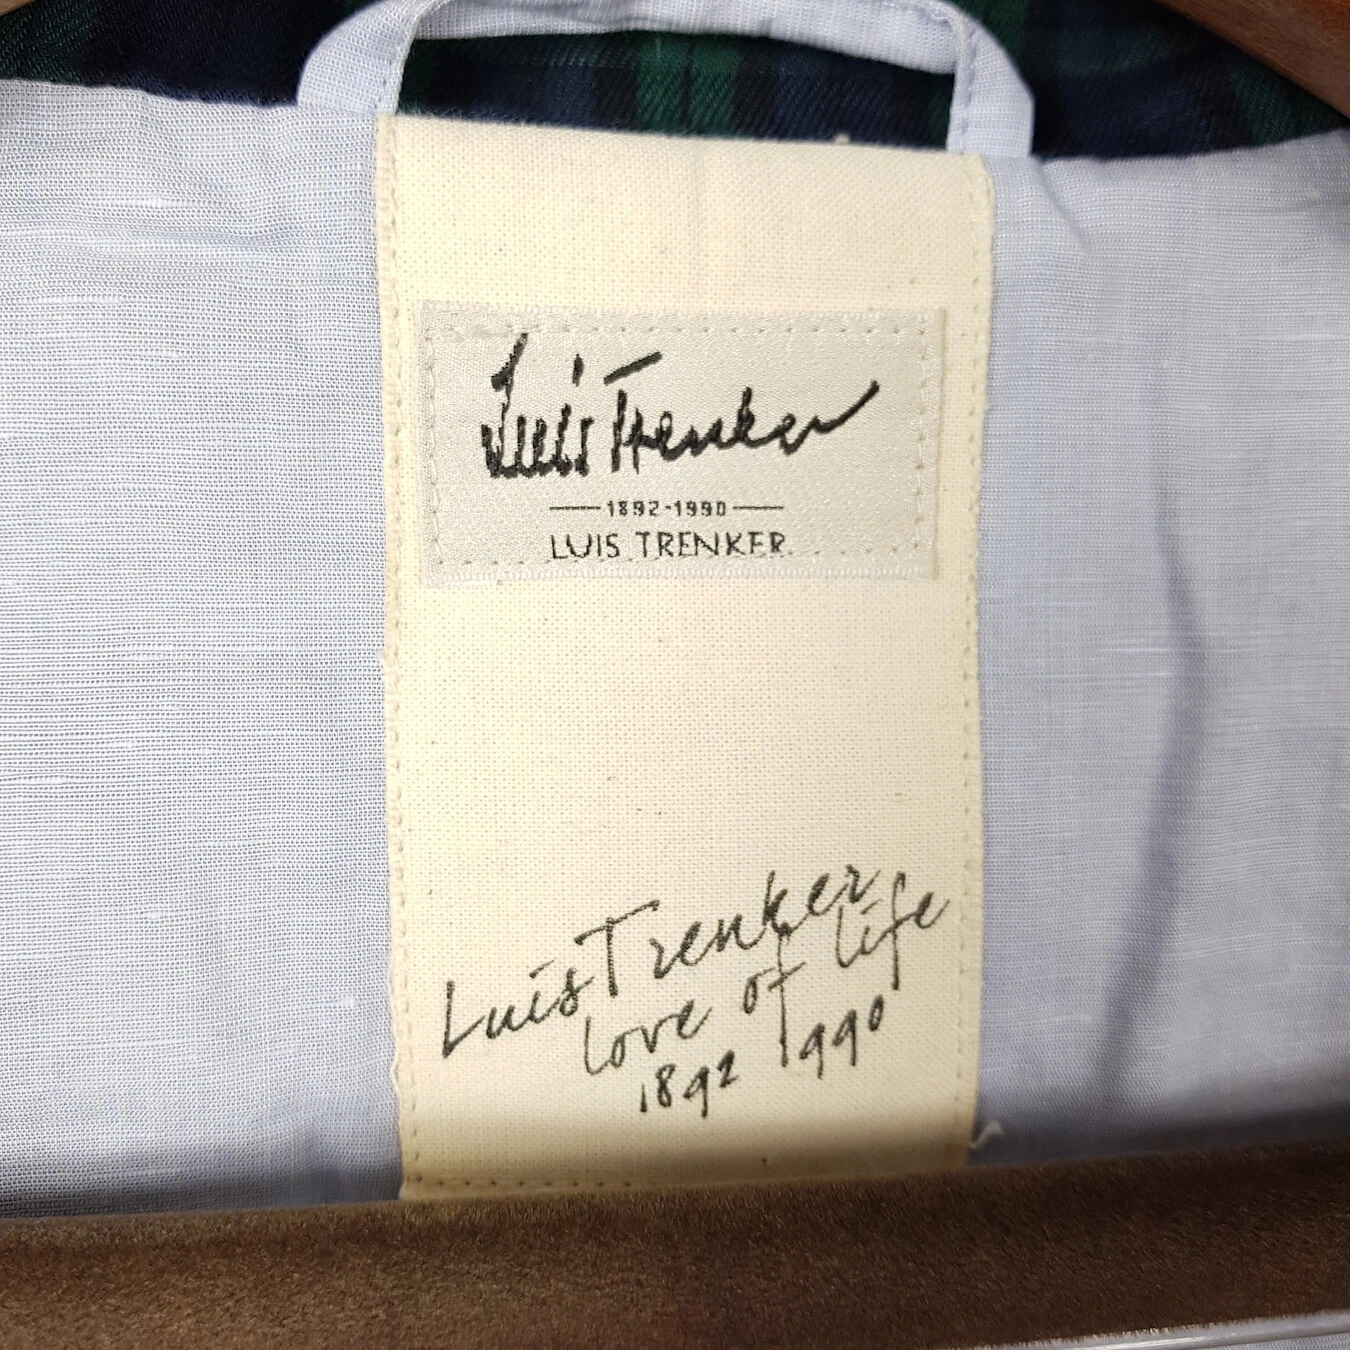 Luis Trenker
1892-1990
LUIS TRENKER
Luis Trenker
love of life
1892 1990